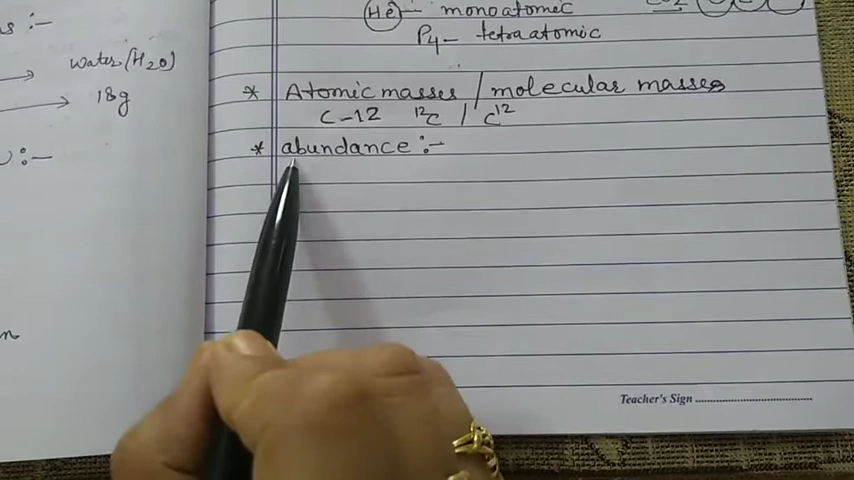 s :-
water (H₂O)
→ 18g
:-
(He) - monoatomic
P₄ - tetraatomic
* Atomic masses / molecular masses
C-12 ¹²C / C¹²
* abundance :-
Teacher's Sign